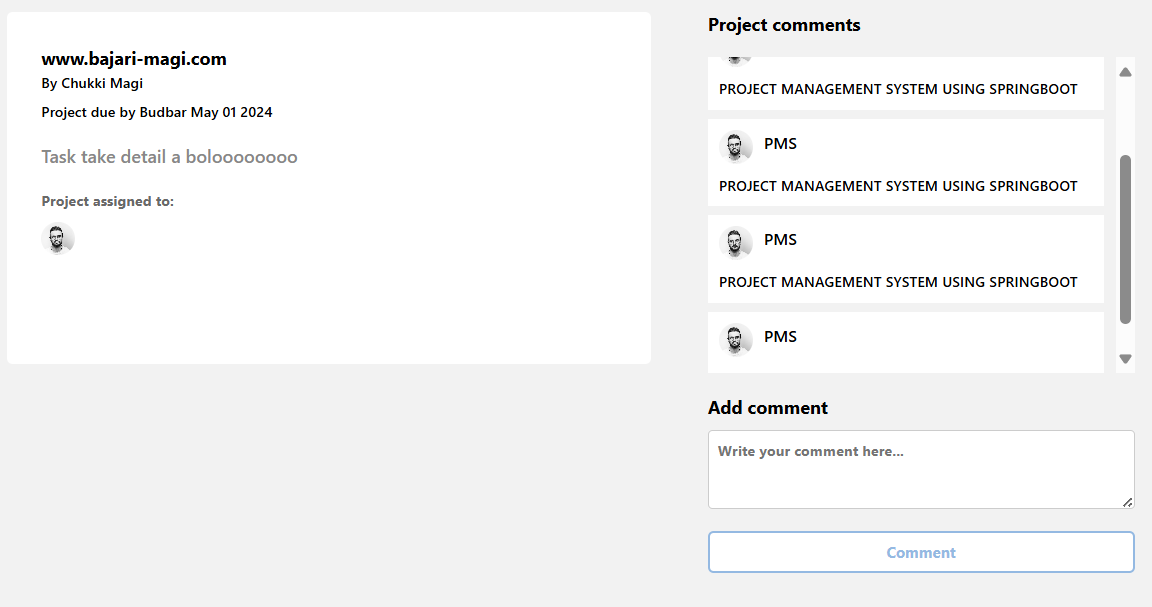 www.bajari-magi.com
By Chukki Magi
Project due by Budbar May 01 2024
Task take detail a boloooooooo
Project assigned to:
Project comments
PROJECT MANAGEMENT SYSTEM USING SPRINGBOOT
PMS
PROJECT MANAGEMENT SYSTEM USING SPRINGBOOT
PMS
PROJECT MANAGEMENT SYSTEM USING SPRINGBOOT
PMS
Add comment
Write your comment here...
Comment